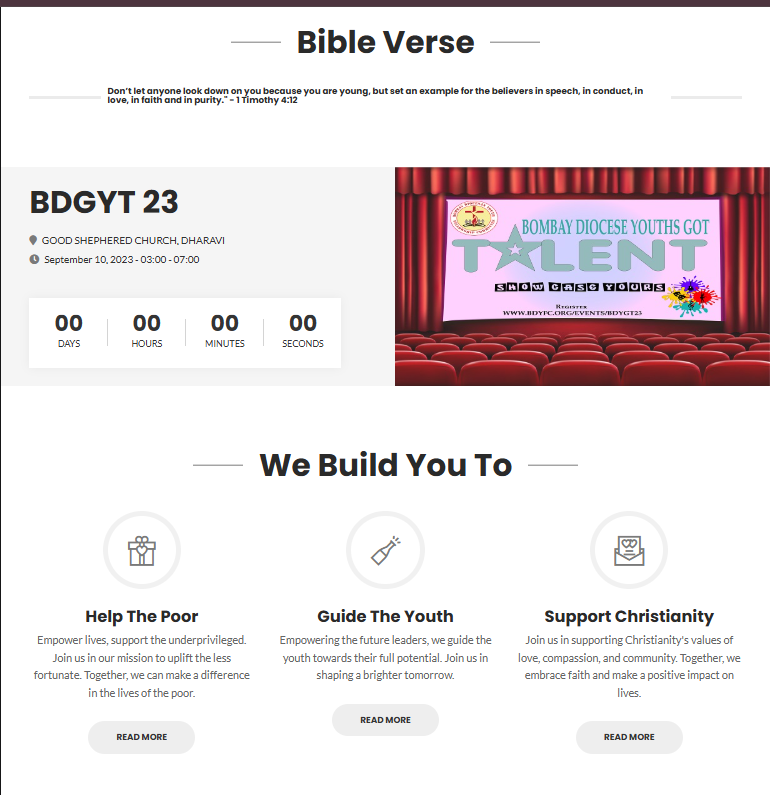 Bible Verse
Don't let anyone look down on you because you are young, but set an example for the believers in speech, in conduct, in
love, in faith and in purity." - 1 Timothy 4:12
BDGYT 23
GOOD SHEPHERED CHURCH, DHARAVI
September 10, 2023 - 03:00 - 07:00
00 00 00 00
DAYS HOURS MINUTES SECONDS
BOMBAY DIOCESE YOUTHS GOT
TALENT
SHOW CASE YOURS
Register
WWW.BDYFC.ORG/EVENTS/BDYGT23
We Build You To
Help The Poor
Empower lives, support the underprivileged.
Join us in our mission to uplift the less
fortunate. Together, we can make a difference
in the lives of the poor.
READ MORE
Guide The Youth
Empowering the future leaders, we guide the
youth towards their full potential. Join us in
shaping a brighter tomorrow.
READ MORE
Support Christianity
Join us in supporting Christianity's values of
love, compassion, and community. Together, we
embrace faith and make a positive impact on
lives.
READ MORE